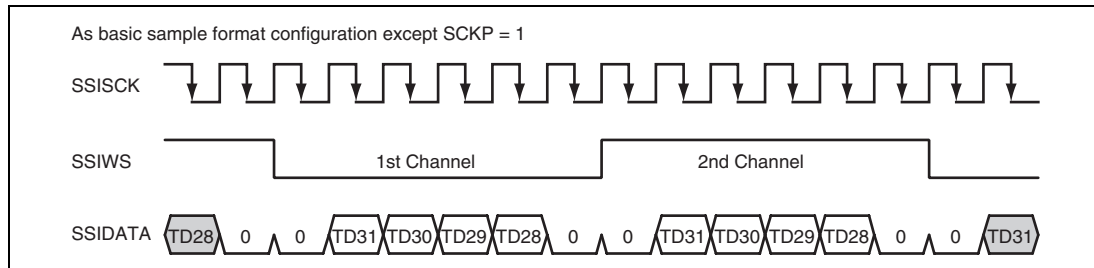 As basic sample format configuration except SCKP = 1
SSISCK
SSIWS 1st Channel 2nd Channel
SSIDATA TD28 0 0 TD31 TD30 TD29 TD28 0 0 TD31 TD30 TD29 TD28 0 0 TD31